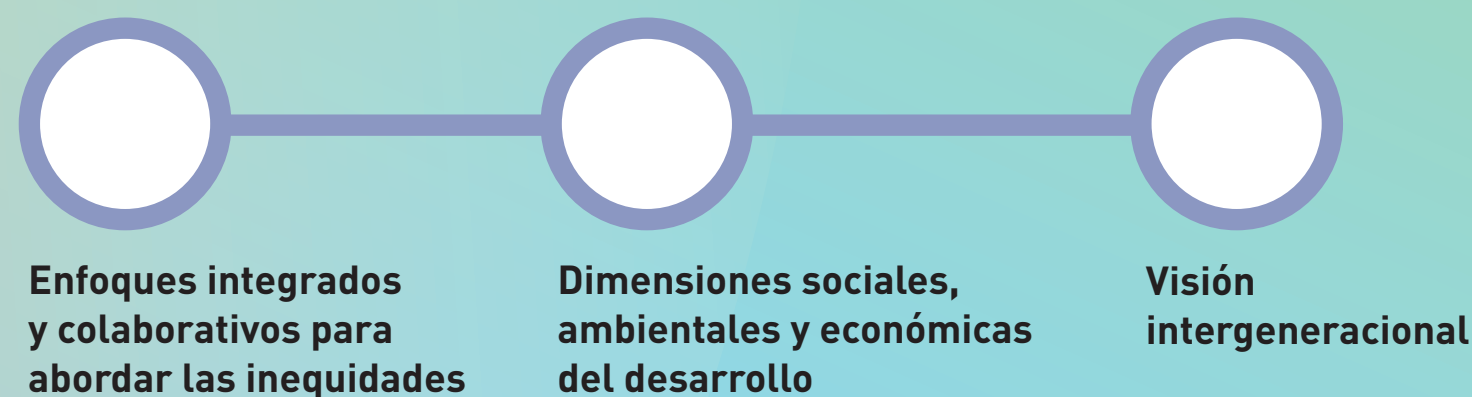 Enfoques integrados
y colaborativos para
abordar las inequidades
Dimensiones sociales,
ambientales y económicas
del desarrollo
Visión
intergeneracional